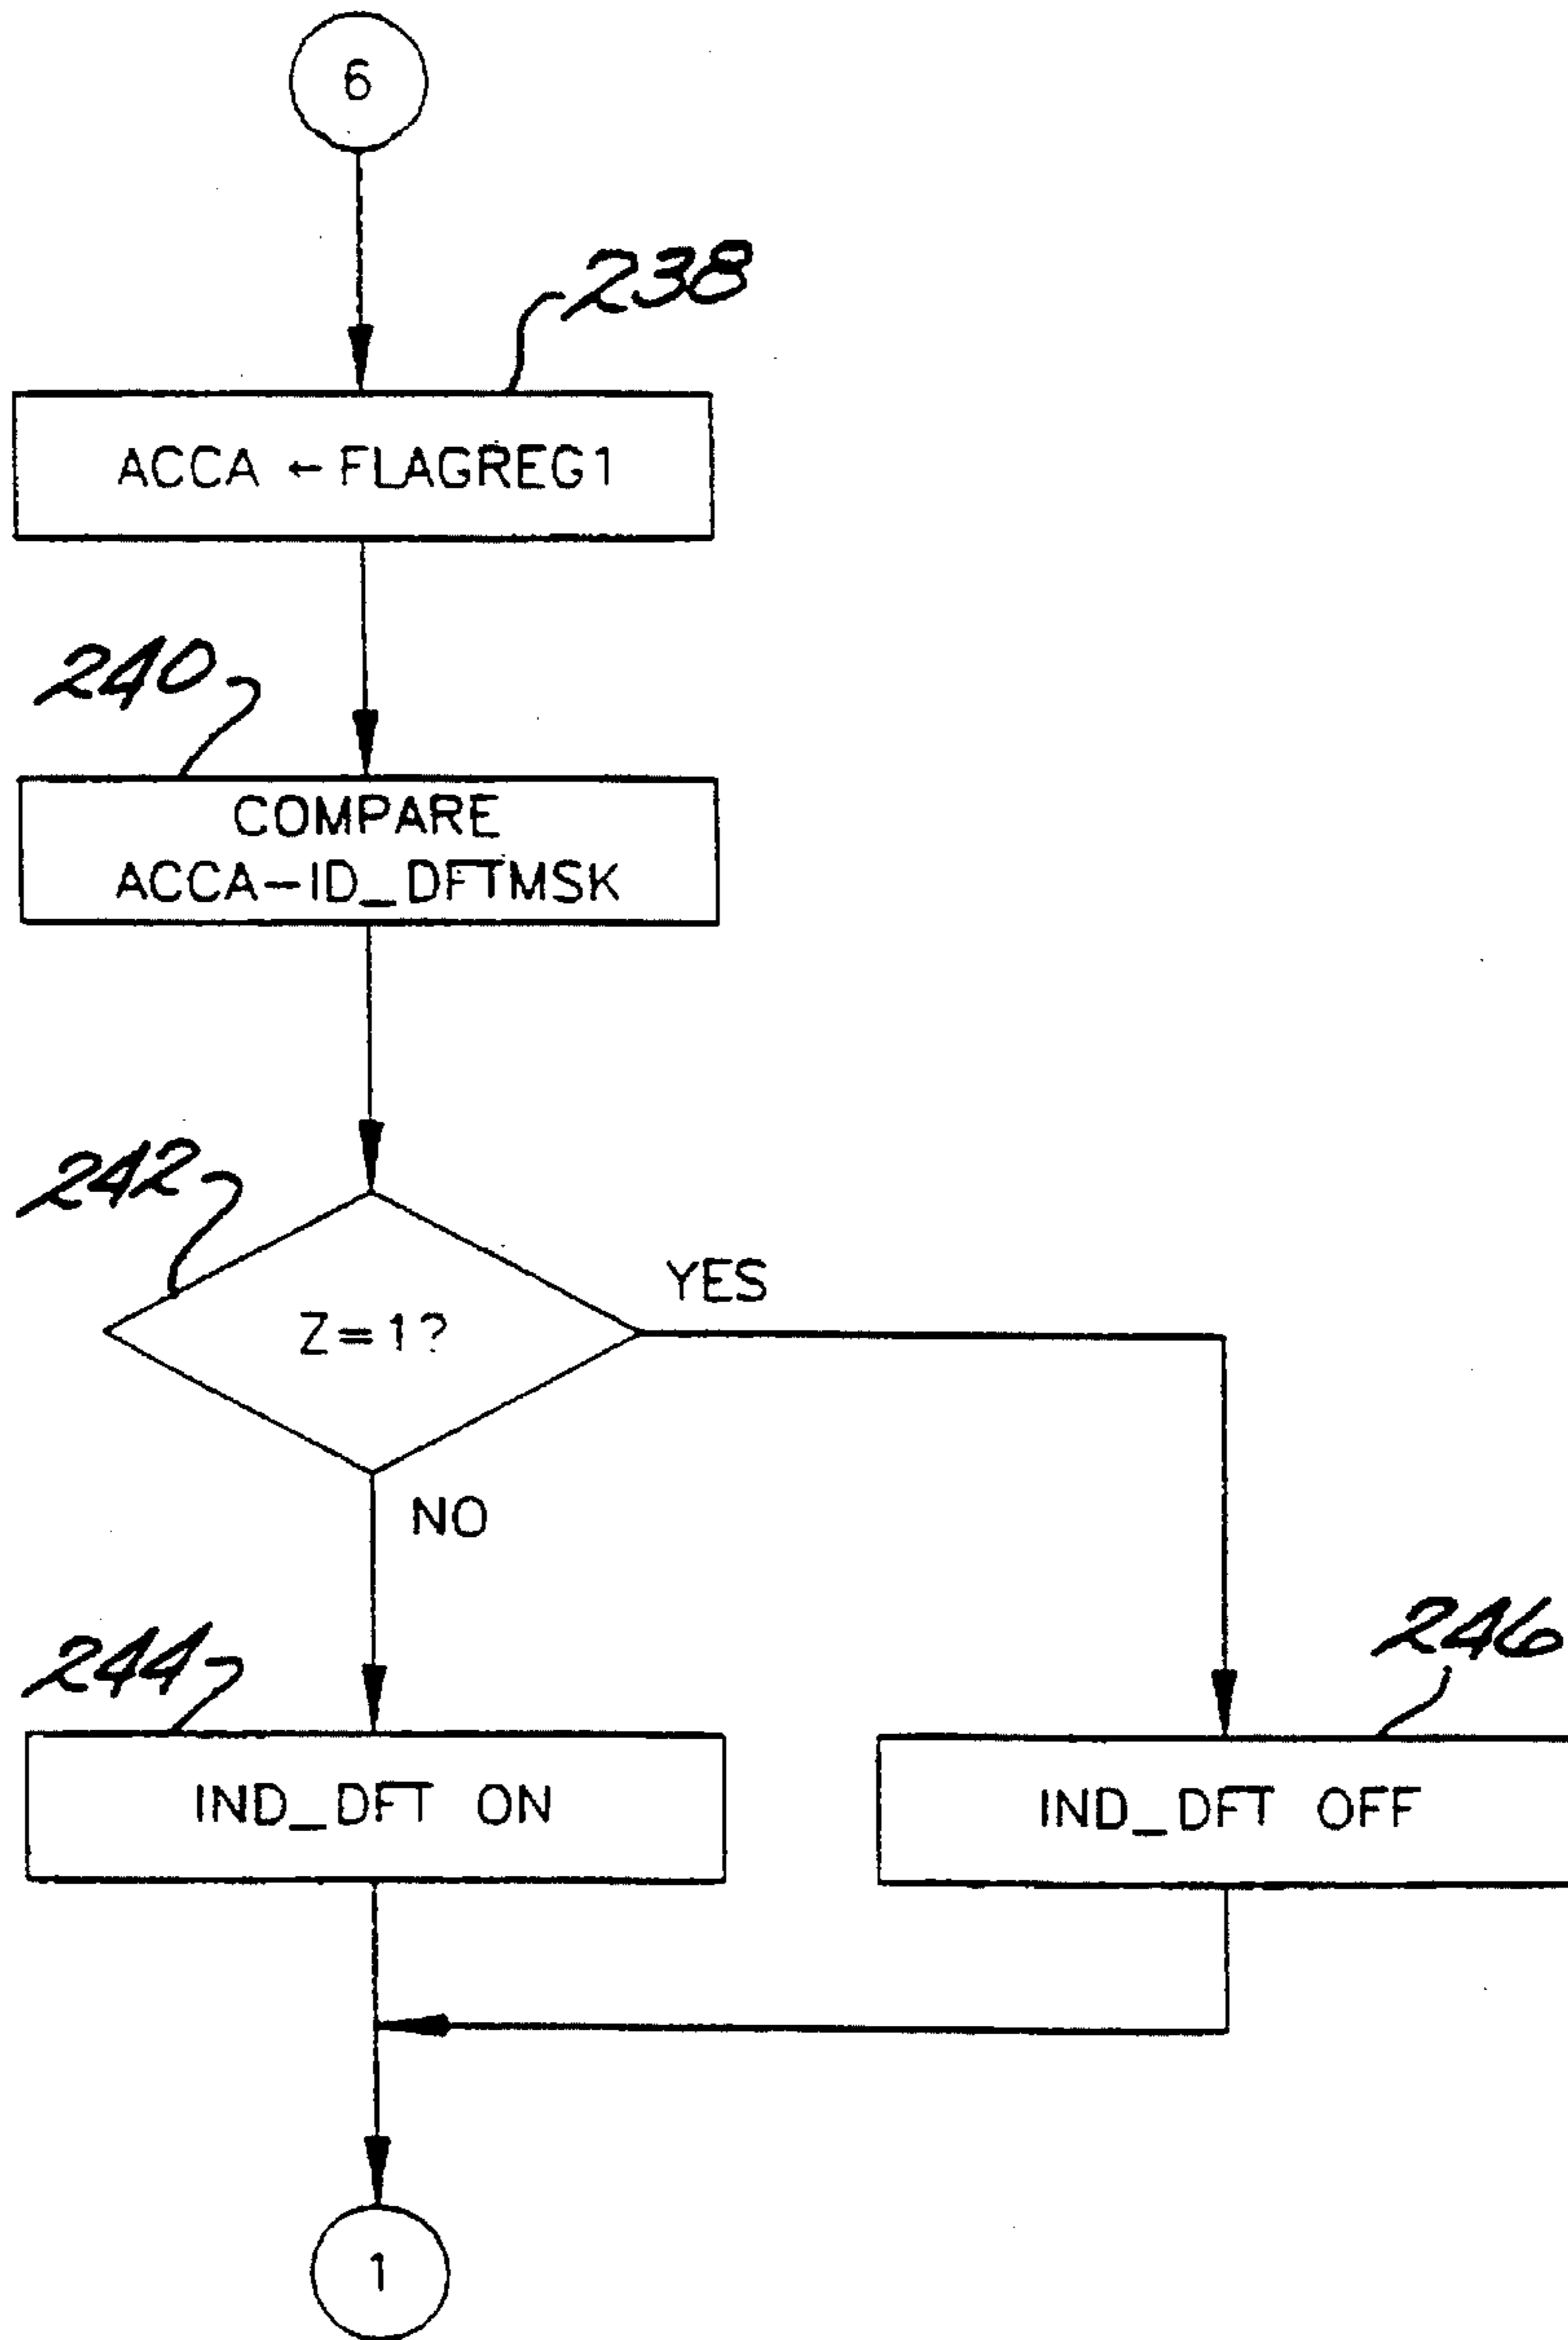 6
238
ACCA ← FLAGREG1
240
COMPARE
ACCA-ID_DFTMSK
242
Z=1?
YES
NO
244
246
IND_DFT ON
IND_DFT OFF
1